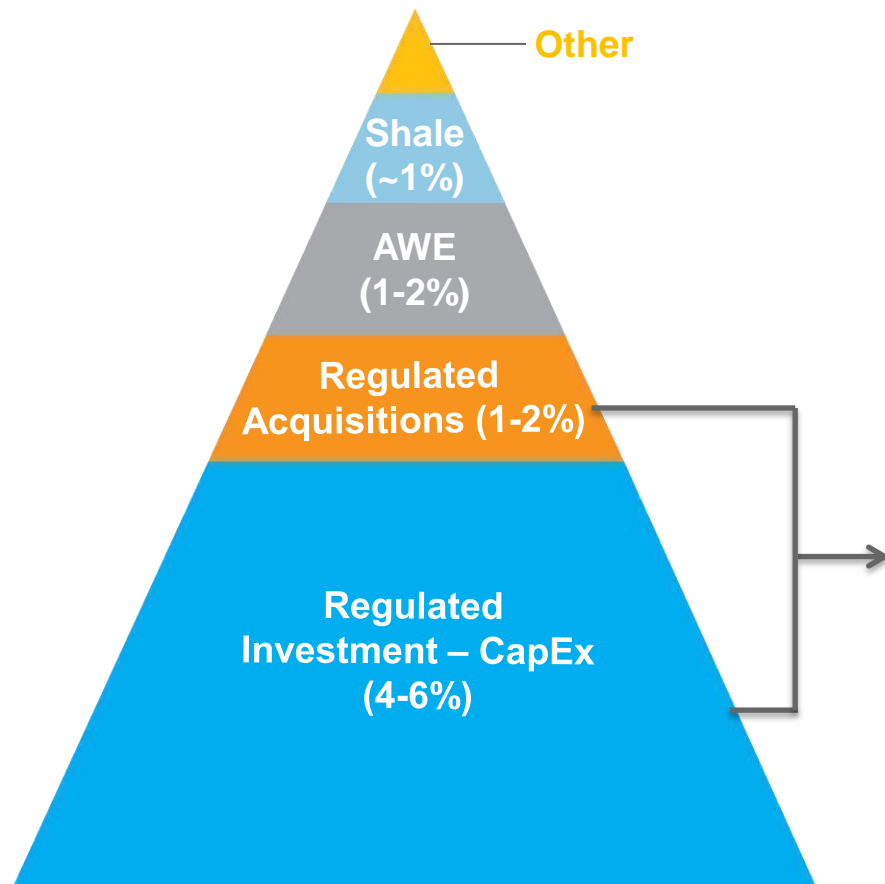 Other
Shale
(~1%)
AWE
(1-2%)
Regulated
Acquisitions (1-2%)
Regulated
Investment – CapEx
(4-6%)